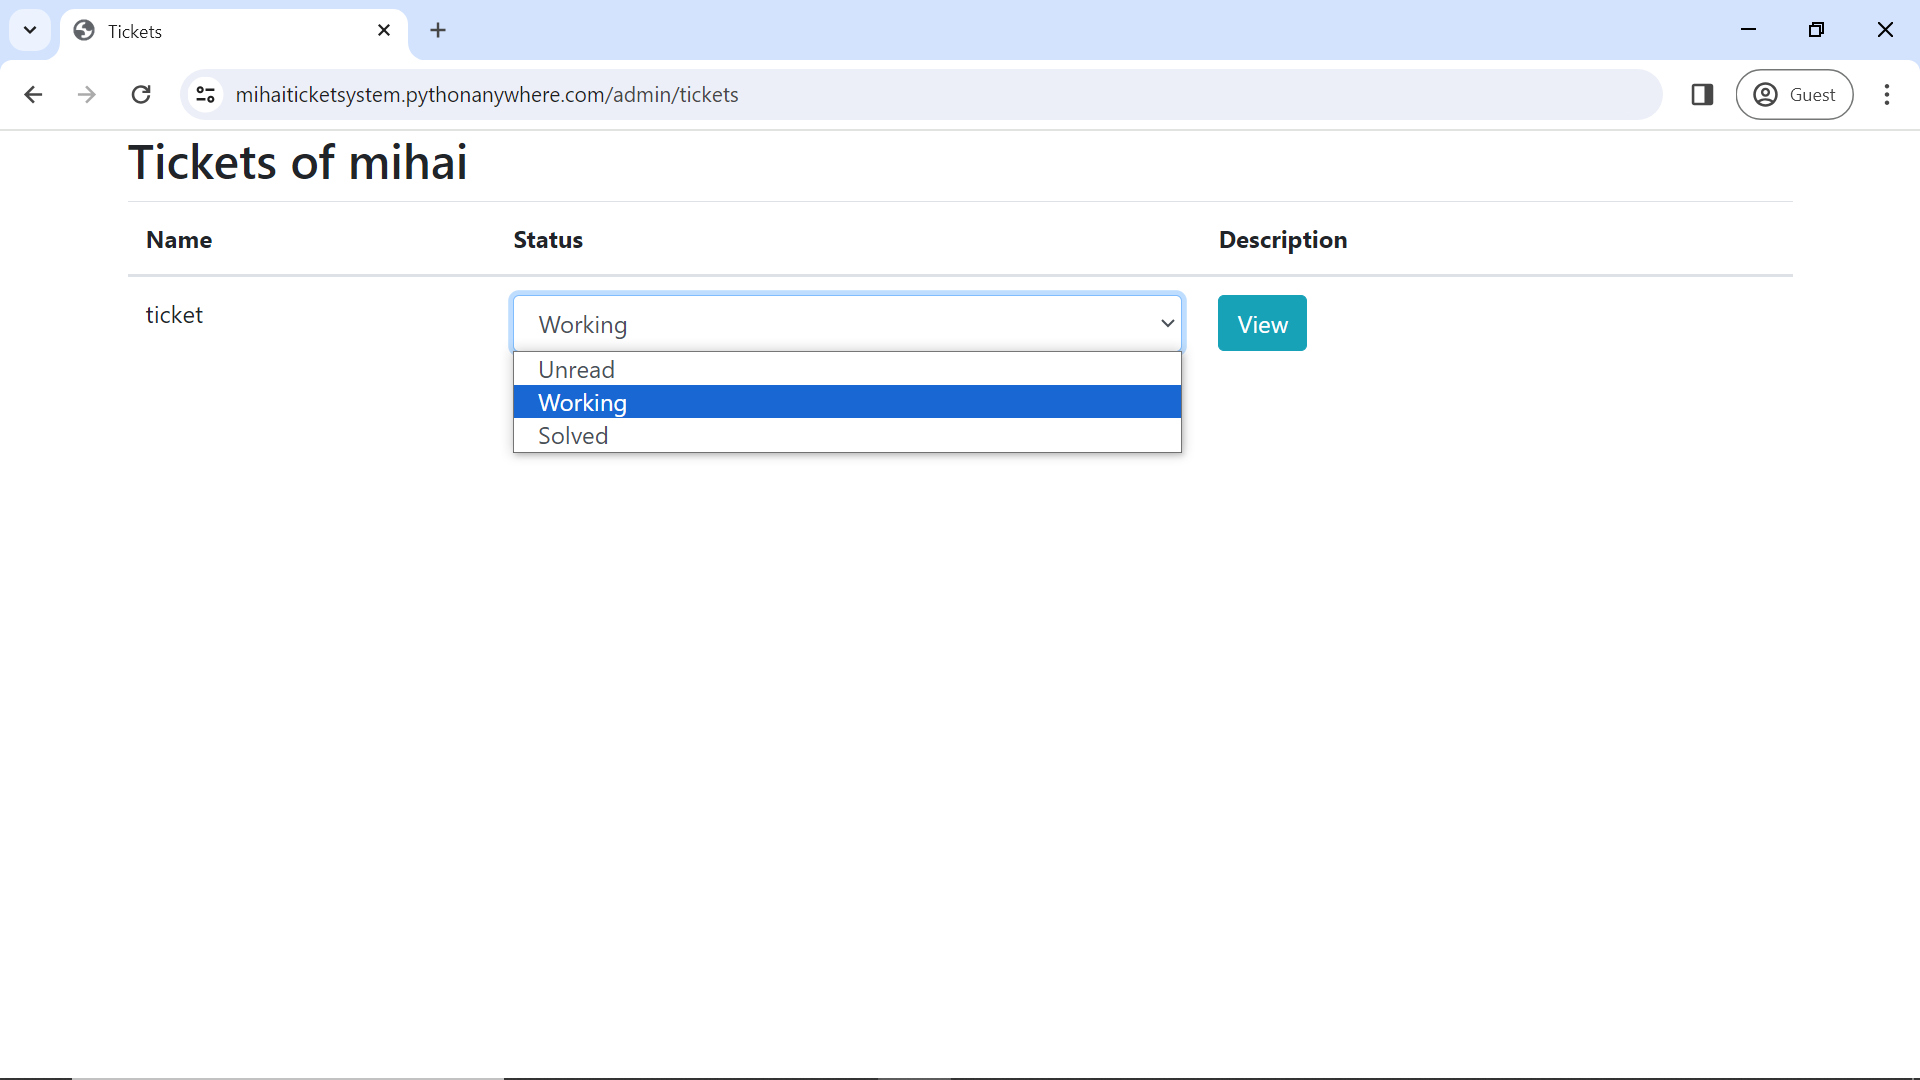 Tickets
mihaiticketsystem.pythonanywhere.com/admin/tickets
Guest
Tickets of mihai
Name Status Description
ticket Working View
Unread
Working
Solved